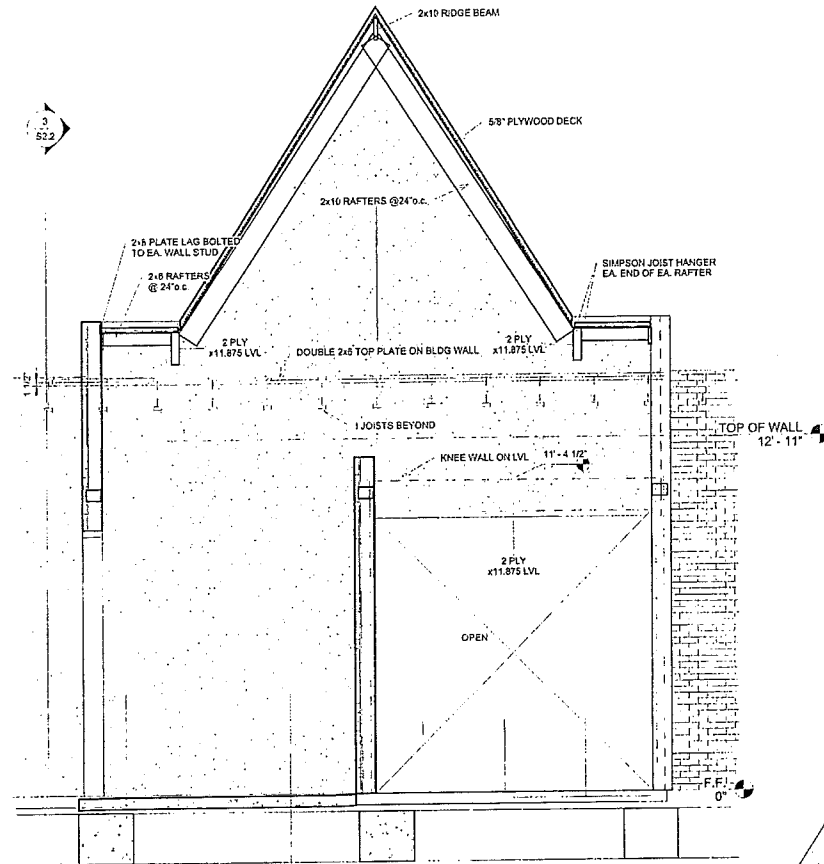 2x10 RIDGE BEAM
3
S2.2
5/8" PLYWOOD DECK
2x10 RAFTERS @24"o.c.
2x6 PLATE LAG BOLTED
TO EA. WALL STUD
2x6 RAFTERS
@ 24"o.c.
SIMPSON JOIST HANGER
EA. END OF EA. RAFTER
2 PLY
x11.875 LVL
DOUBLE 2x6 TOP PLATE ON BLDG WALL
2 PLY
x11.875 LVL
1 1/2"
I JOISTS BEYOND
TOP OF WALL
12' - 11"
KNEE WALL ON LVL
11' - 4 1/2"
2 PLY
x11.875 LVL
OPEN
F.F.
0"